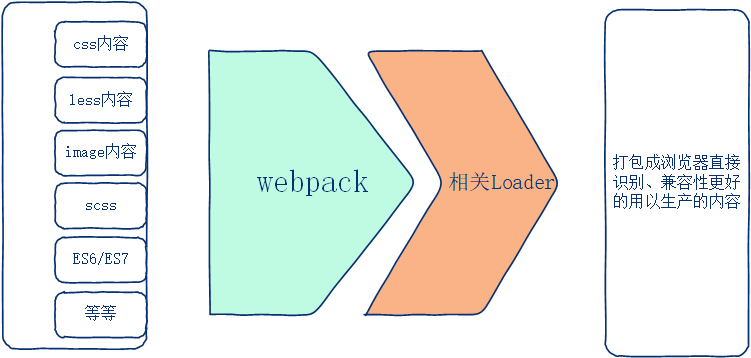 css内容
less内容
image内容
scss
ES6/ES7
等等
webpack
相关Loader
打包成浏览器直接
识别、兼容性更好
的用以生产的内容